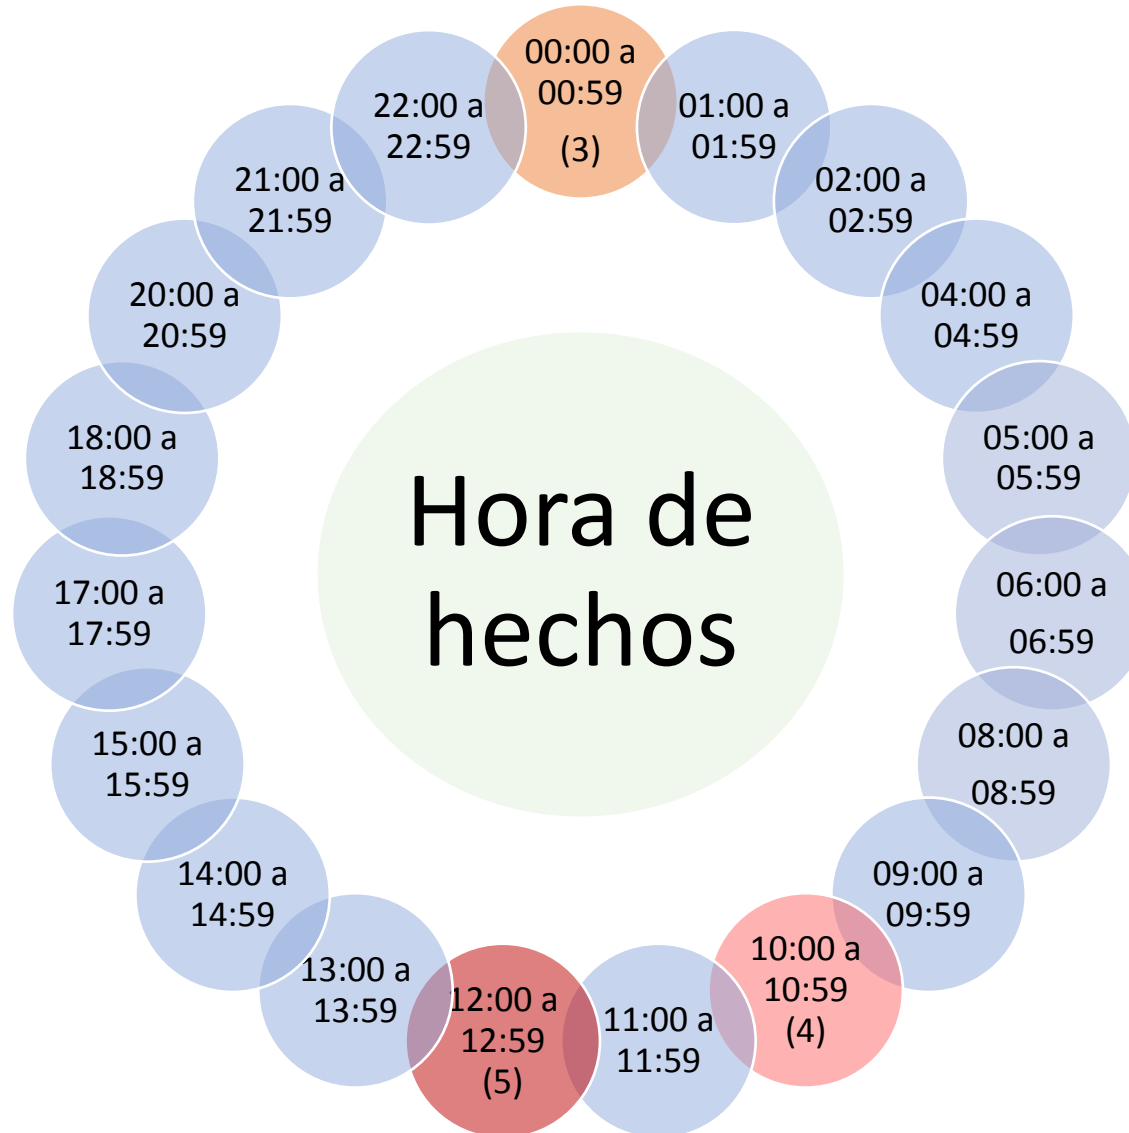 00:00 a
00:59
(3)
01:00 a
01:59
02:00 a
02:59
04:00 a
04:59
05:00 a
05:59
06:00 a
06:59
08:00 a
08:59
09:00 a
09:59
10:00 a
10:59
(4)
11:00 a
11:59
12:00 a
12:59
(5)
13:00 a
13:59
14:00 a
14:59
15:00 a
15:59
17:00 a
17:59
18:00 a
18:59
20:00 a
20:59
21:00 a
21:59
22:00 a
22:59
Hora de
hechos